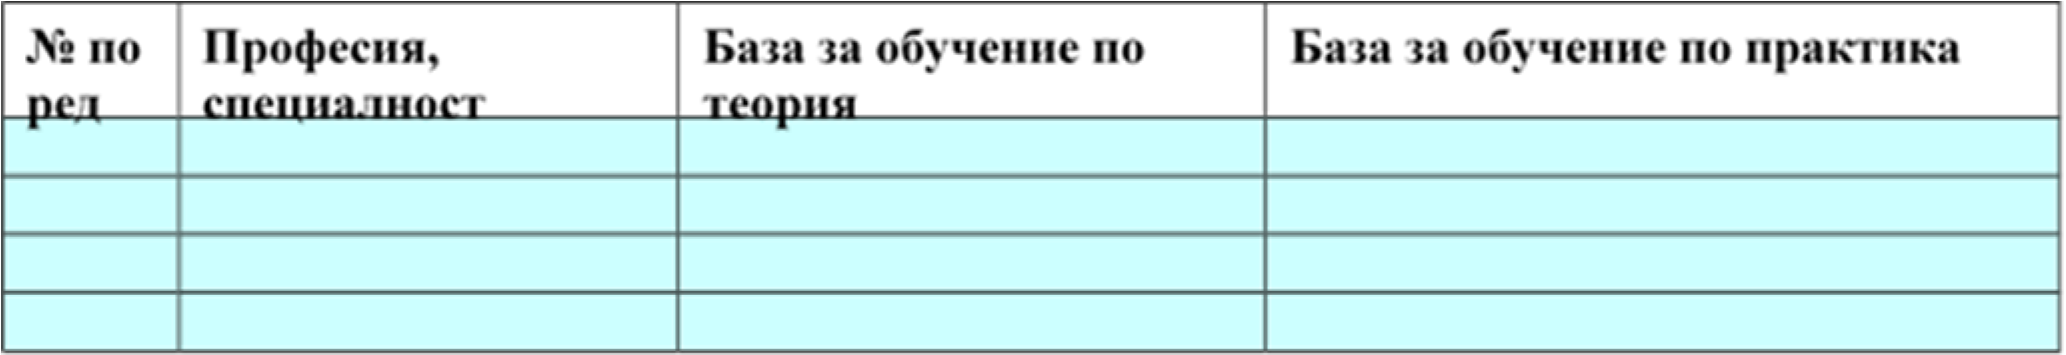 № по
ред
Професия,
специалност
База за обучение по
теория
База за обучение по практика